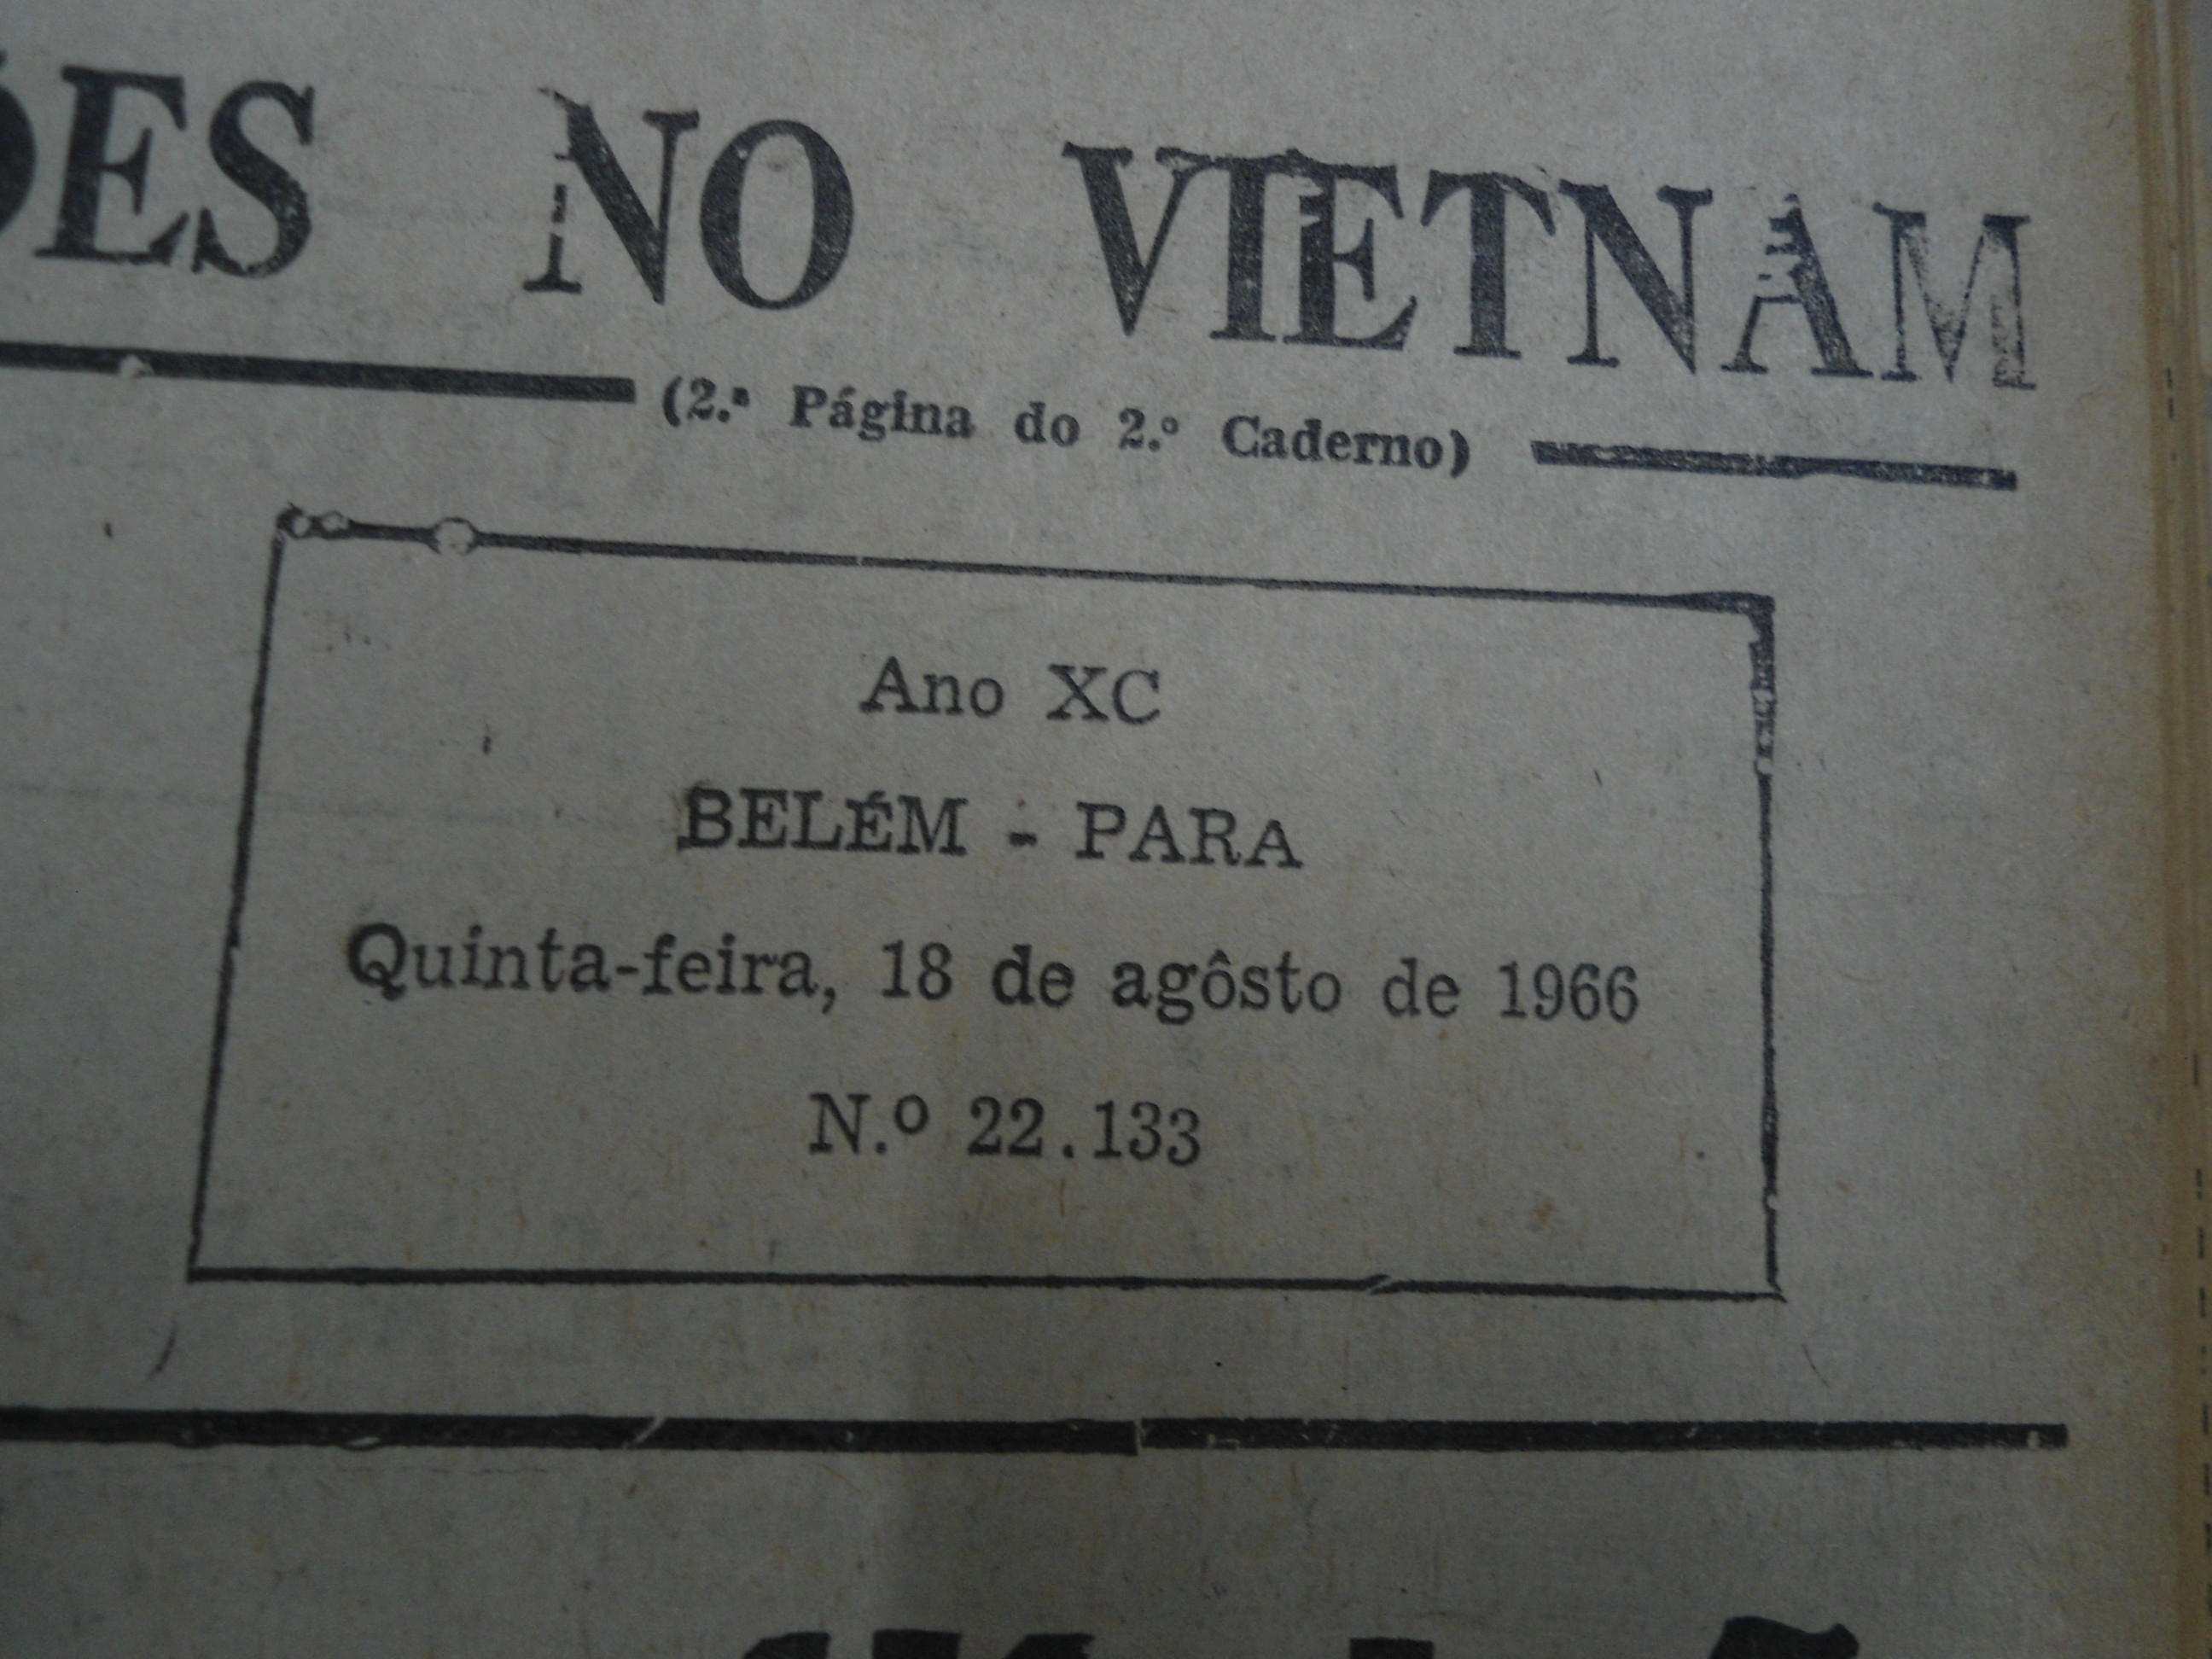 ÕES NO VIETNAM
(2.ª Página do 2.º Caderno)
Ano XC
BELÉM - PARA
Quinta-feira, 18 de agôsto de 1966
N.º 22.133